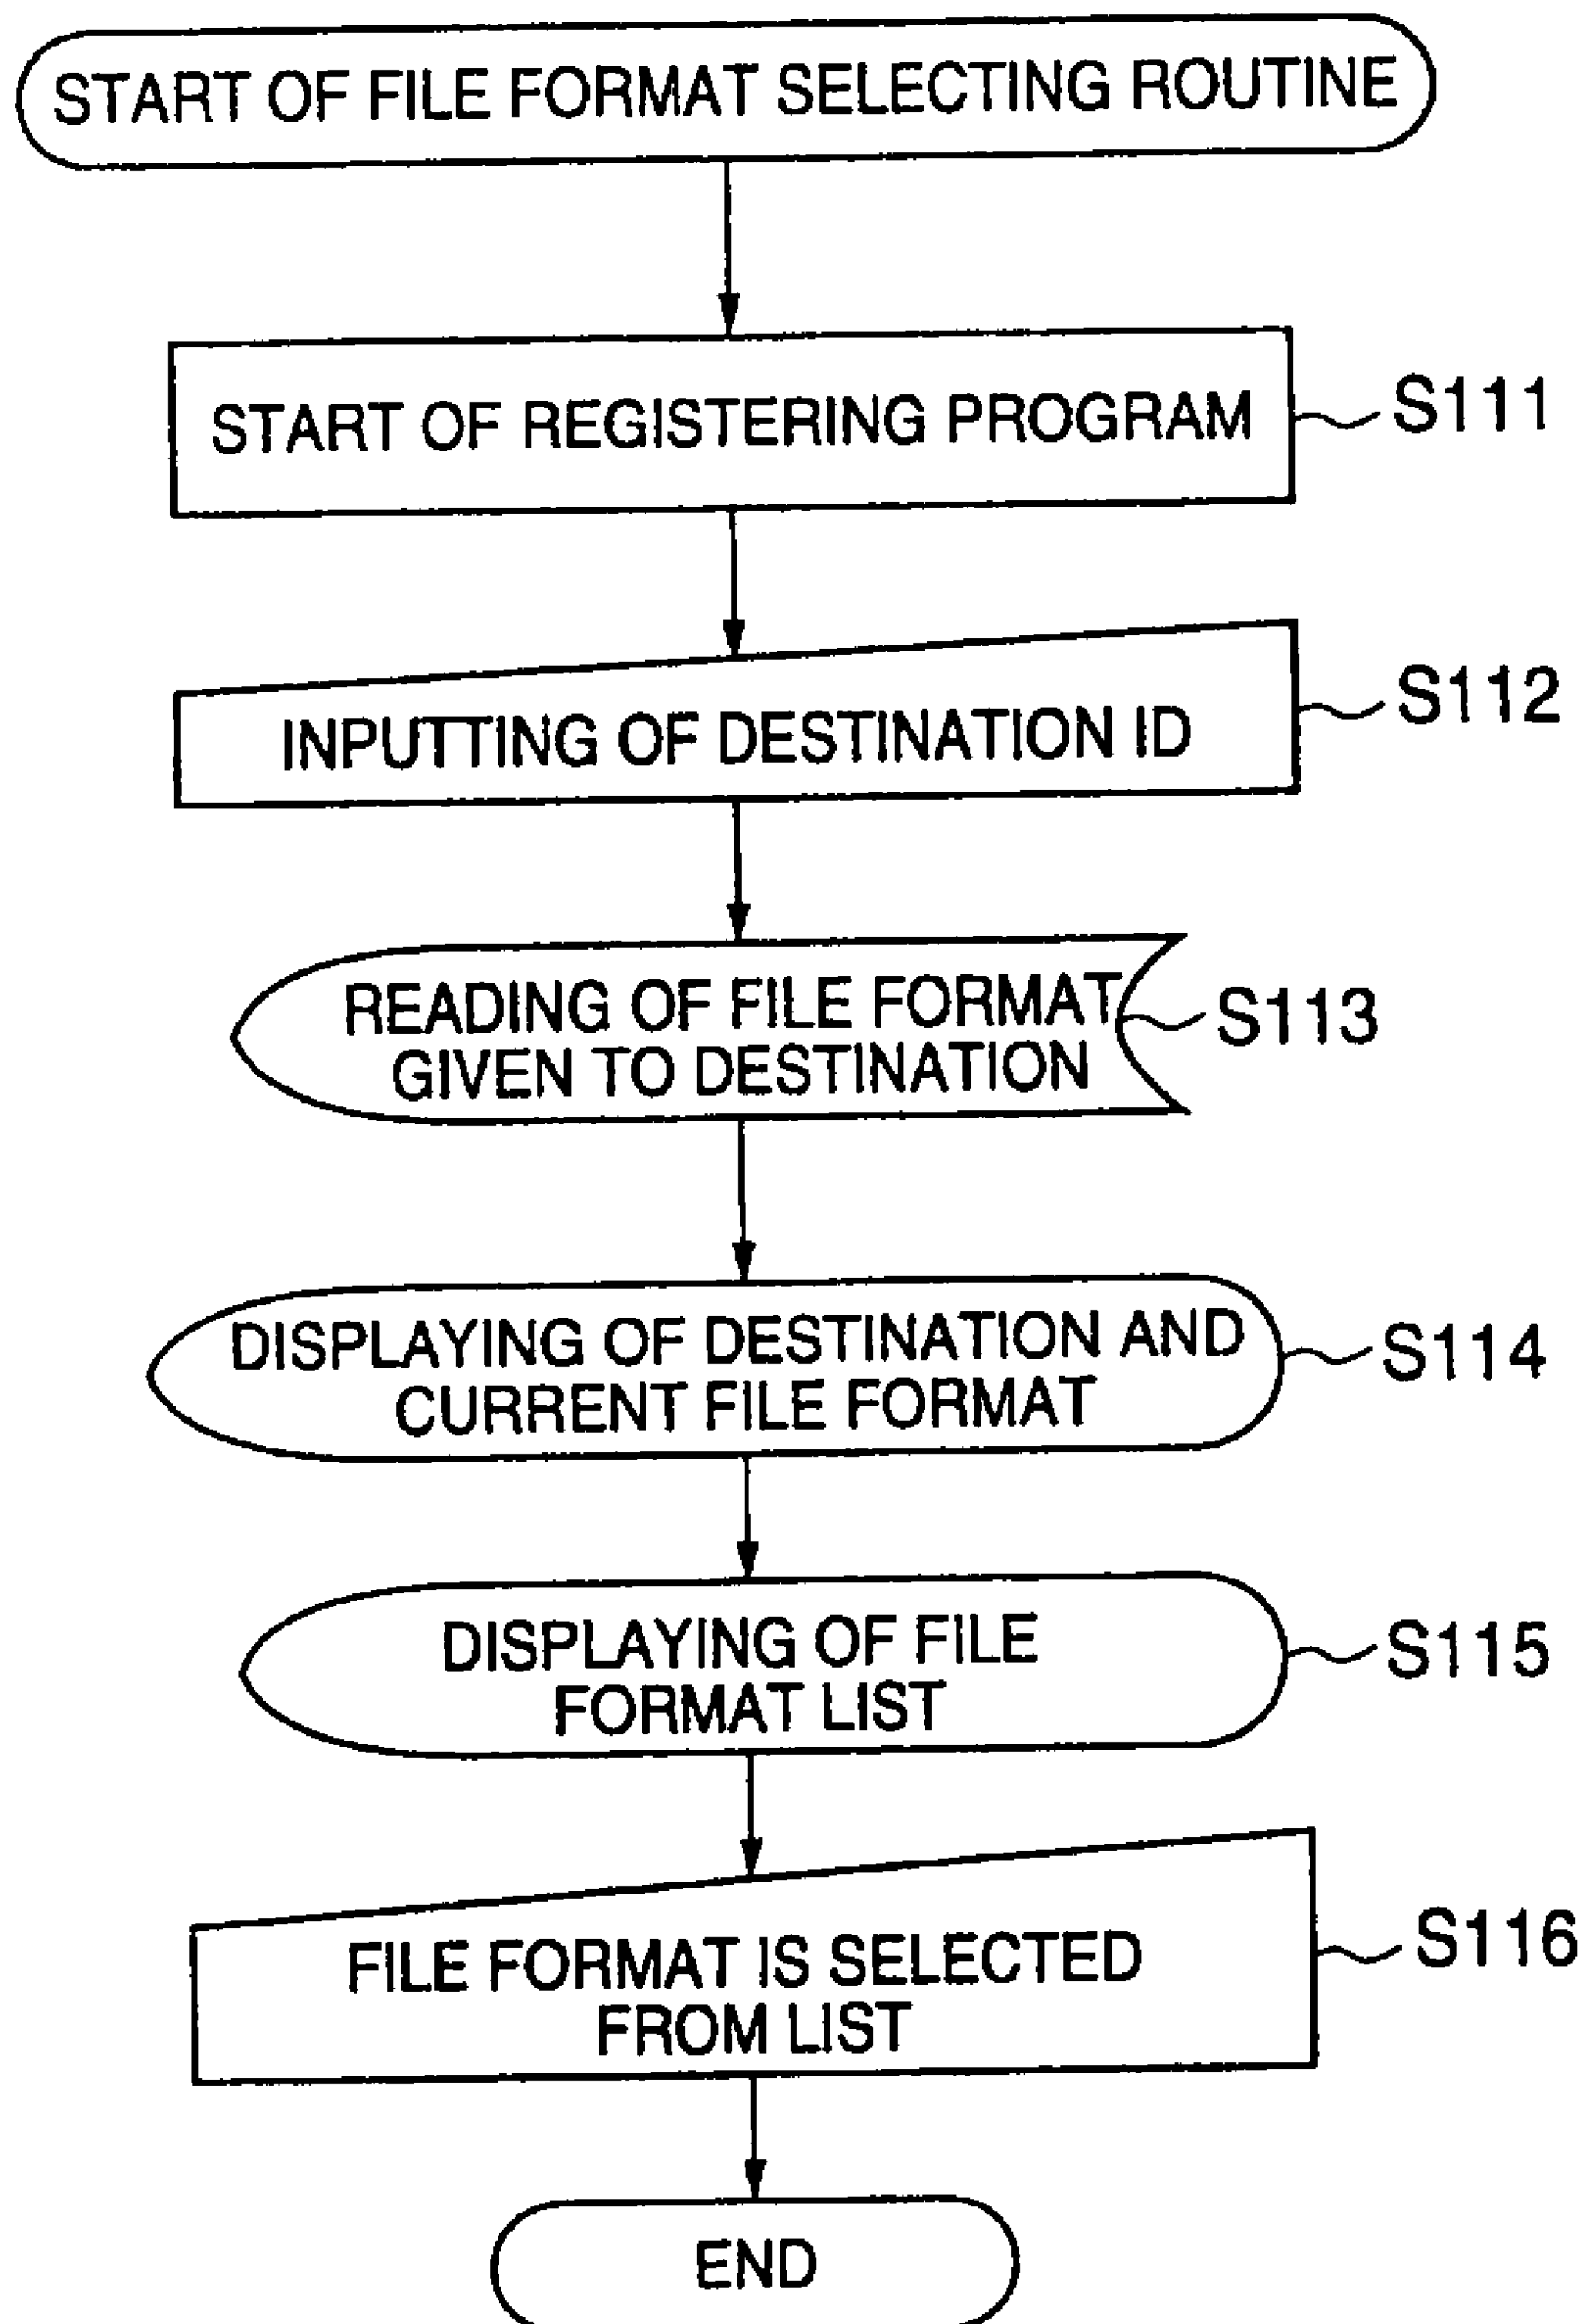 START OF FILE FORMAT SELECTING ROUTINE
START OF REGISTERING PROGRAM
S111
INPUTTING OF DESTINATION ID
S112
READING OF FILE FORMAT
GIVEN TO DESTINATION
S113
DISPLAYING OF DESTINATION AND
CURRENT FILE FORMAT
S114
DISPLAYING OF FILE
FORMAT LIST
S115
FILE FORMAT IS SELECTED
FROM LIST
S116
END